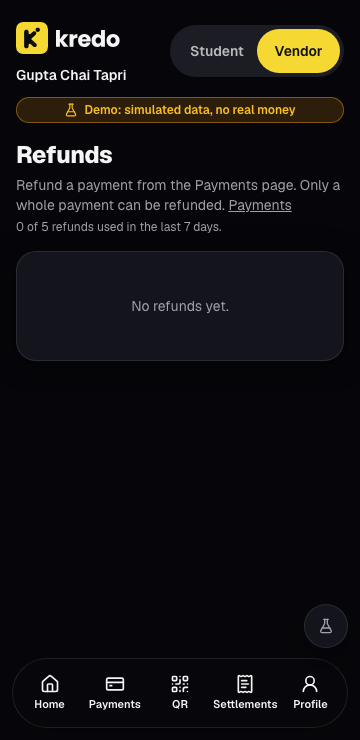 kredo
Student
Vendor
Gupta Chai Tapri
Demo: simulated data, no real money
Refunds
Refund a payment from the Payments page. Only a
whole payment can be refunded. Payments
0 of 5 refunds used in the last 7 days.
No refunds yet.
Home
Payments
QR
Settlements
Profile